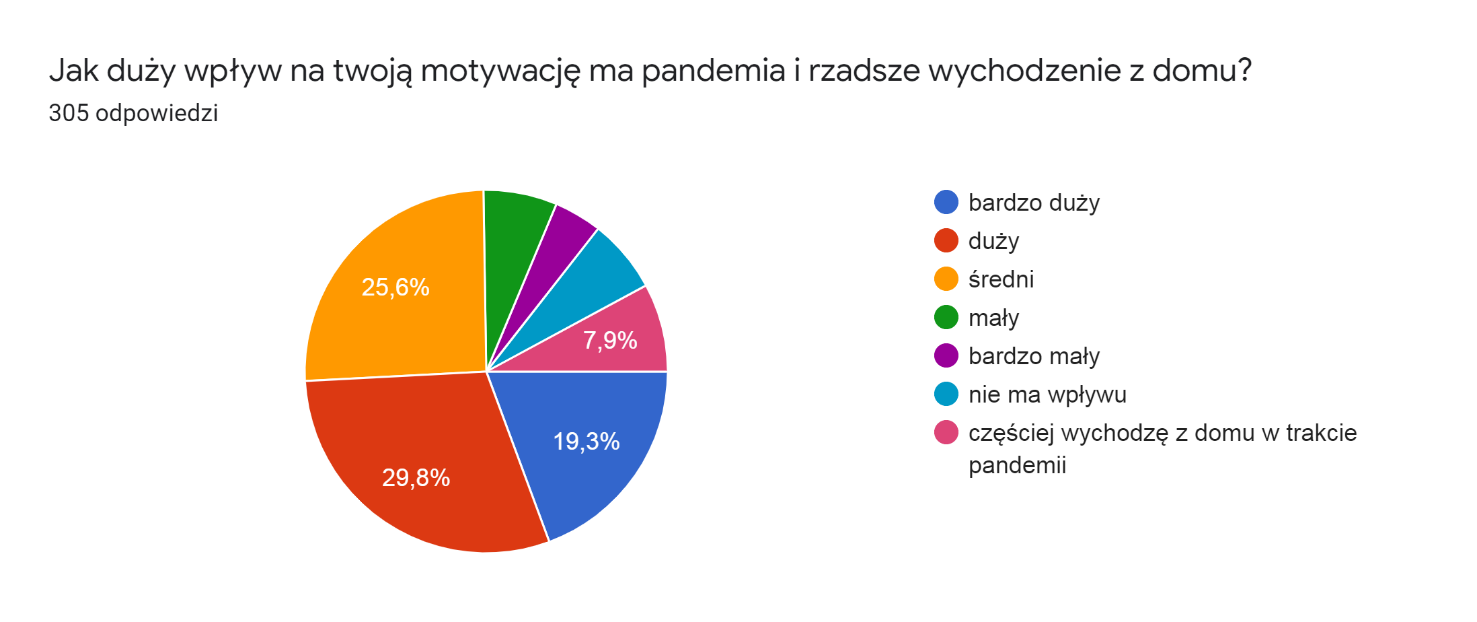 Jak duży wpływ na twoją motywację ma pandemia i rzadsze wychodzenie z domu?
305 odpowiedzi
25,6%
7,9%
19,3%
29,8%
bardzo duży
duży
średni
mały
bardzo mały
nie ma wpływu
częściej wychodzę z domu w trakcie
pandemii